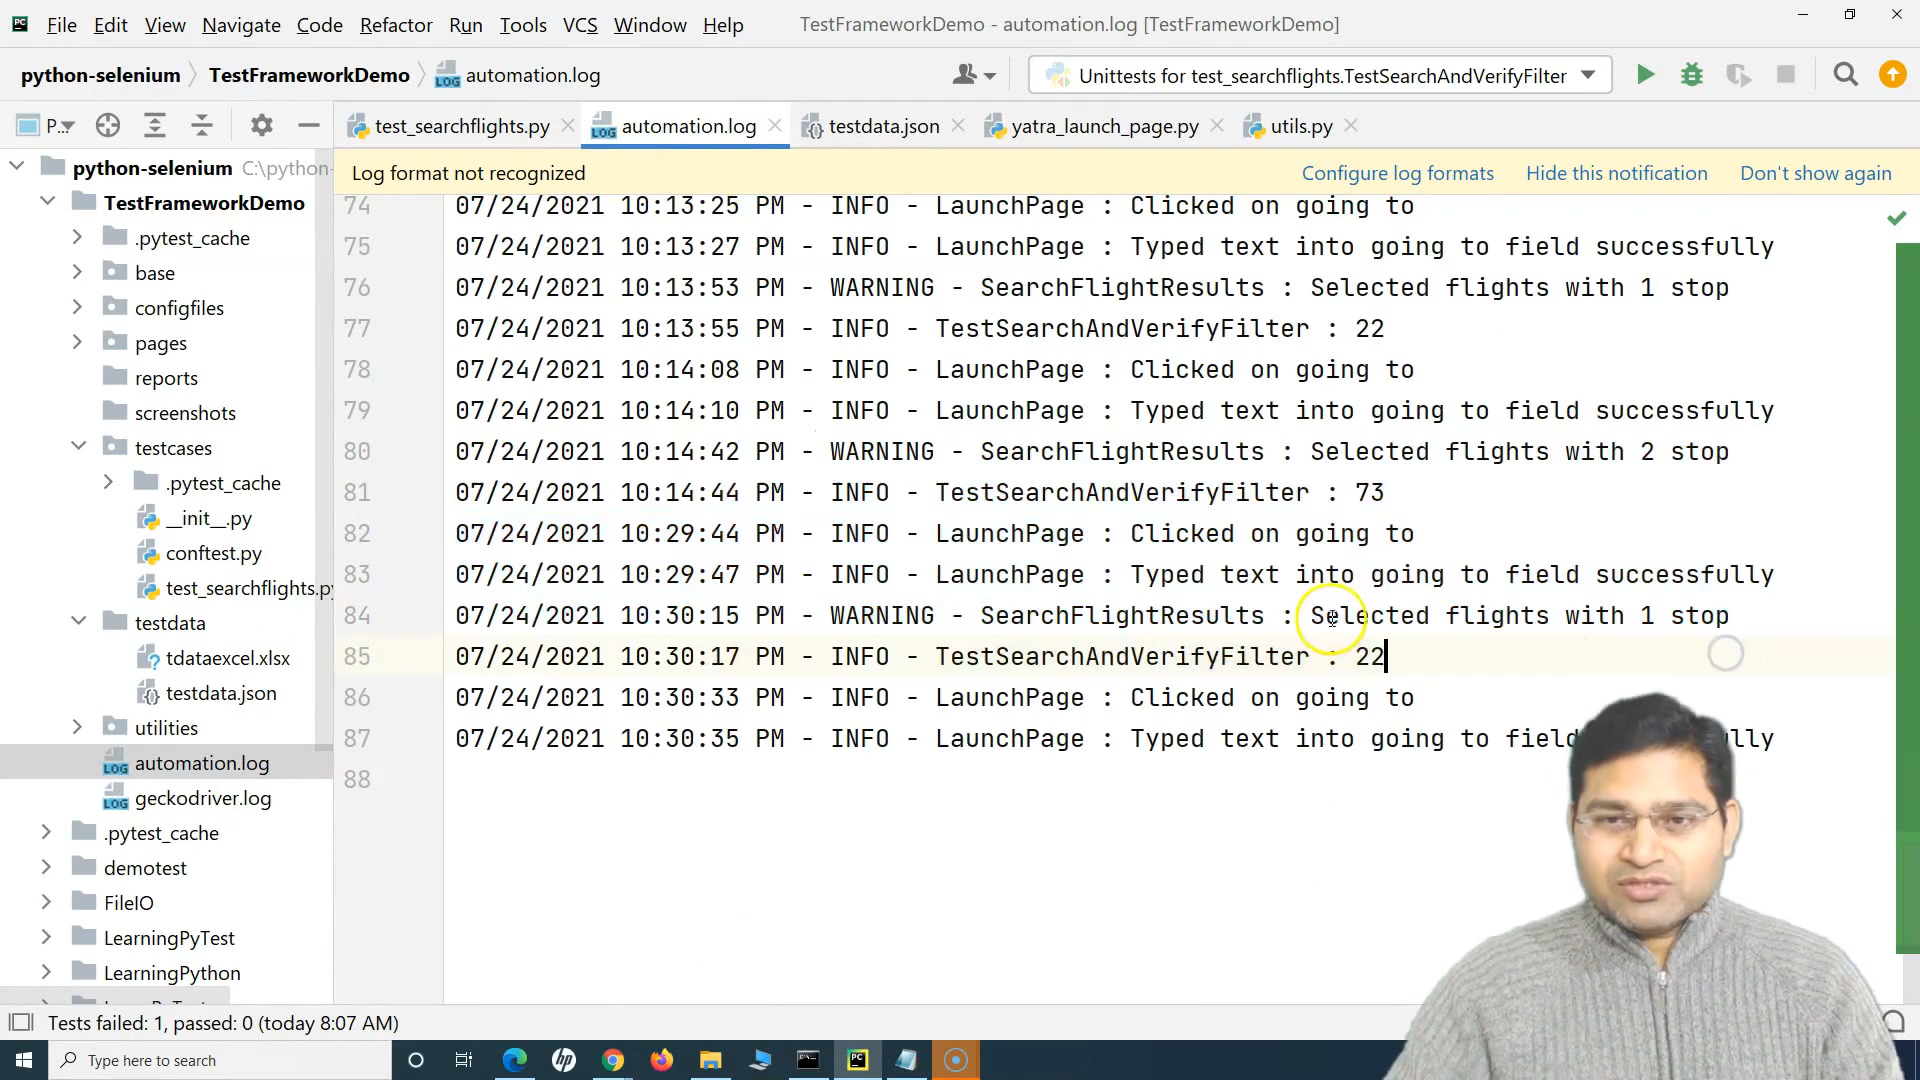 File Edit View Navigate Code Refactor Run Tools VCS Window Help TestFrameworkDemo - automation.log [TestFrameworkDemo]
python-selenium TestFrameworkDemo automation.log Unittests for test_searchflights.TestSearchAndVerifyFilter
P... test_searchflights.py automation.log testdata.json yatra_launch_page.py utils.py
Log format not recognized Configure log formats Hide this notification Don't show again
python-selenium C:\python-
TestFrameworkDemo
.pytest_cache
base
configfiles
pages
reports
screenshots
testcases
.pytest_cache
__init__.py
conftest.py
test_searchflights.py
testdata
tdataexcel.xlsx
testdata.json
utilities
automation.log
geckodriver.log
.pytest_cache
demotest
FileIO
LearningPyTest
LearningPython
74 07/24/2021 10:13:25 PM - INFO - LaunchPage : Clicked on going to
75 07/24/2021 10:13:27 PM - INFO - LaunchPage : Typed text into going to field successfully
76 07/24/2021 10:13:53 PM - WARNING - SearchFlightResults : Selected flights with 1 stop
77 07/24/2021 10:13:55 PM - INFO - TestSearchAndVerifyFilter : 22
78 07/24/2021 10:14:08 PM - INFO - LaunchPage : Clicked on going to
79 07/24/2021 10:14:10 PM - INFO - LaunchPage : Typed text into going to field successfully
80 07/24/2021 10:14:42 PM - WARNING - SearchFlightResults : Selected flights with 2 stop
81 07/24/2021 10:14:44 PM - INFO - TestSearchAndVerifyFilter : 73
82 07/24/2021 10:29:44 PM - INFO - LaunchPage : Clicked on going to
83 07/24/2021 10:29:47 PM - INFO - LaunchPage : Typed text into going to field successfully
84 07/24/2021 10:30:15 PM - WARNING - SearchFlightResults : Selected flights with 1 stop
85 07/24/2021 10:30:17 PM - INFO - TestSearchAndVerifyFilter : 22
86 07/24/2021 10:30:33 PM - INFO - LaunchPage : Clicked on going to
87 07/24/2021 10:30:35 PM - INFO - LaunchPage : Typed text into going to field
88
Tests failed: 1, passed: 0 (today 8:07 AM)
Type here to search